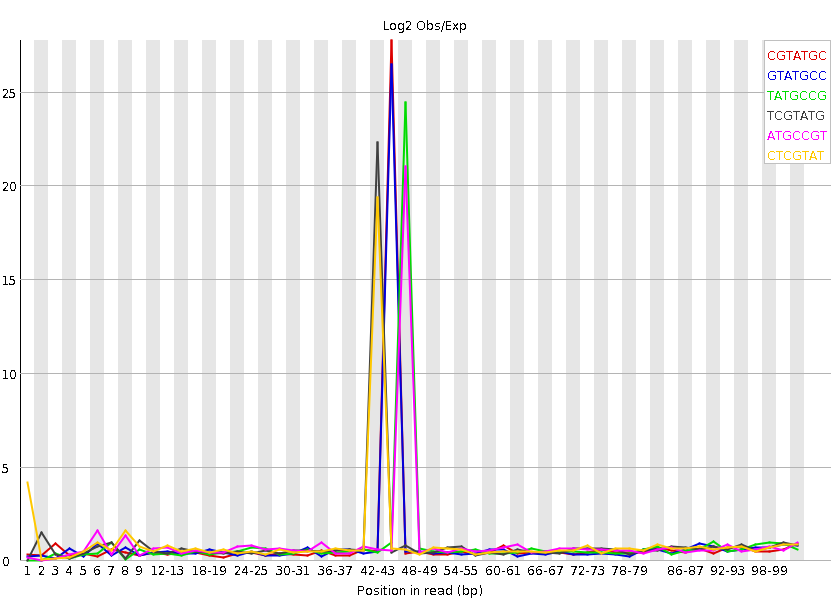 Log2 Obs/Exp
CGTATGC
GTATGCC
TATGCCG
TCGTATG
ATGCCGT
CTCGTAT
25
20
15
10
5
0
1 2 3 4 5 6 7 8 9 12-13 18-19 24-25 30-31 36-37 42-43 48-49 54-55 60-61 66-67 72-73 78-79 86-87 92-93 98-99
Position in read (bp)